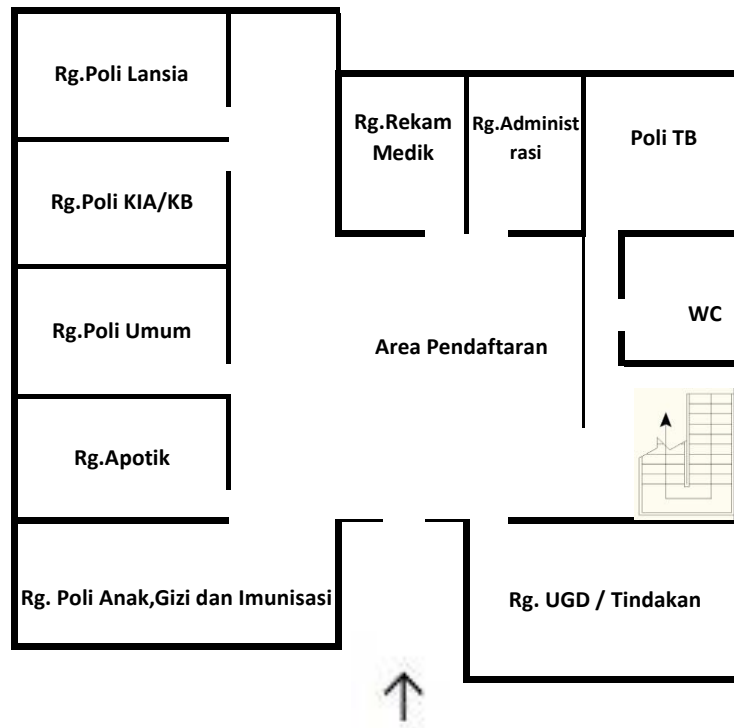 Rg.Poli Lansia
Rg.Rekam
Medik
Rg.Administ
rasi
Poli TB
Rg.Poli KIA/KB
WC
Rg.Poli Umum
Area Pendaftaran
Rg.Apotik
Rg. Poli Anak,Gizi dan Imunisasi
Rg. UGD / Tindakan